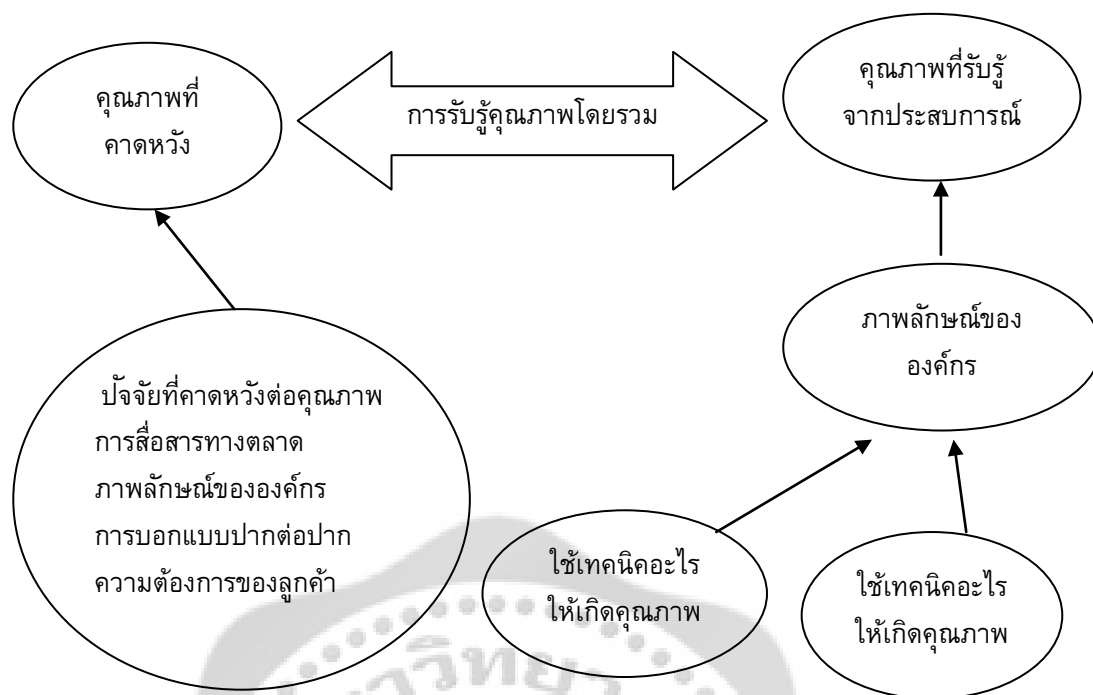 คุณภาพที่
คาดหวัง
การรับรู้คุณภาพโดยรวม
คุณภาพที่รับรู้
จากประสบการณ์
ภาพลักษณ์ของ
องค์กร
ปัจจัยที่คาดหวังต่อคุณภาพ
การสื่อสารทางตลาด
ภาพลักษณ์ขององค์กร
การบอกแบบปากต่อปาก
ความต้องการของลูกค้า
ใช้เทคนิคอะไร
ให้เกิดคุณภาพ
ใช้เทคนิคอะไร
ให้เกิดคุณภาพ